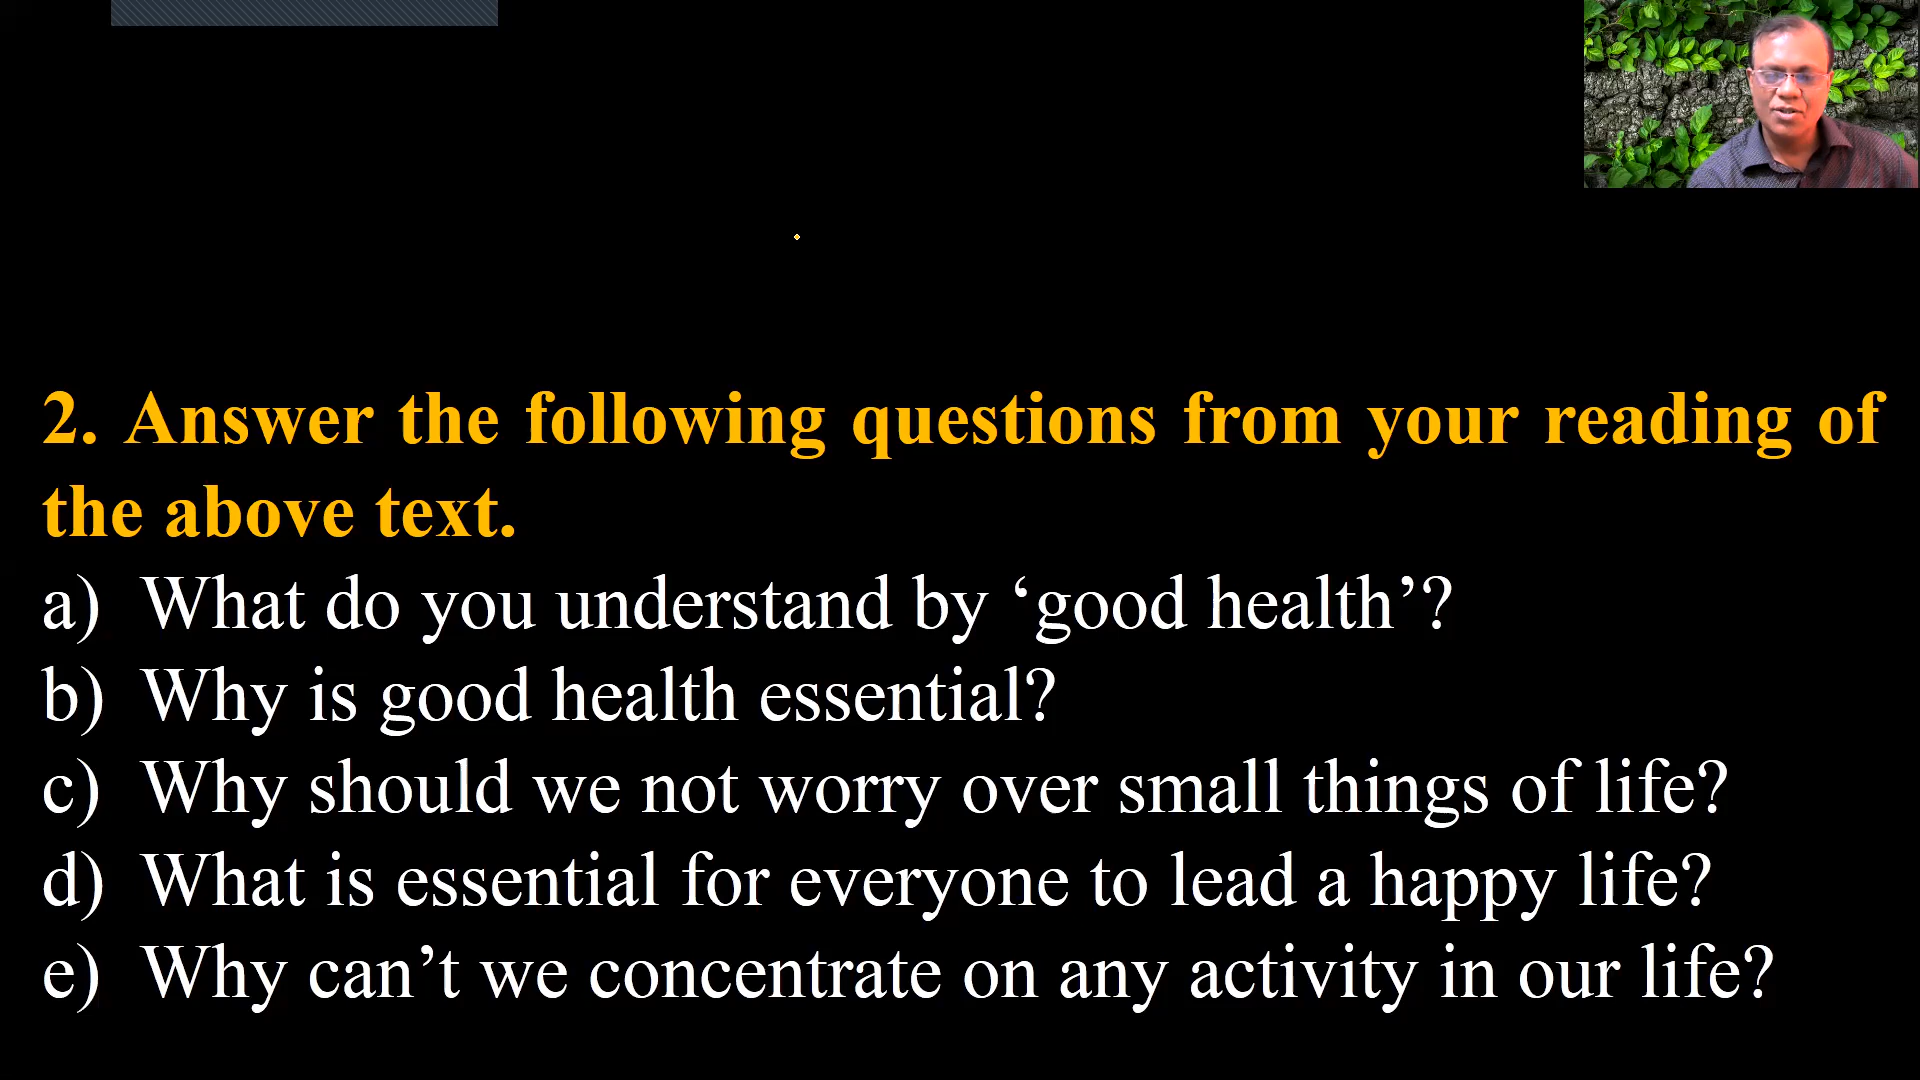 2. Answer the following questions from your reading of
the above text.
a) What do you understand by ‘good health’?
b) Why is good health essential?
c) Why should we not worry over small things of life?
d) What is essential for everyone to lead a happy life?
e) Why can’t we concentrate on any activity in our life?